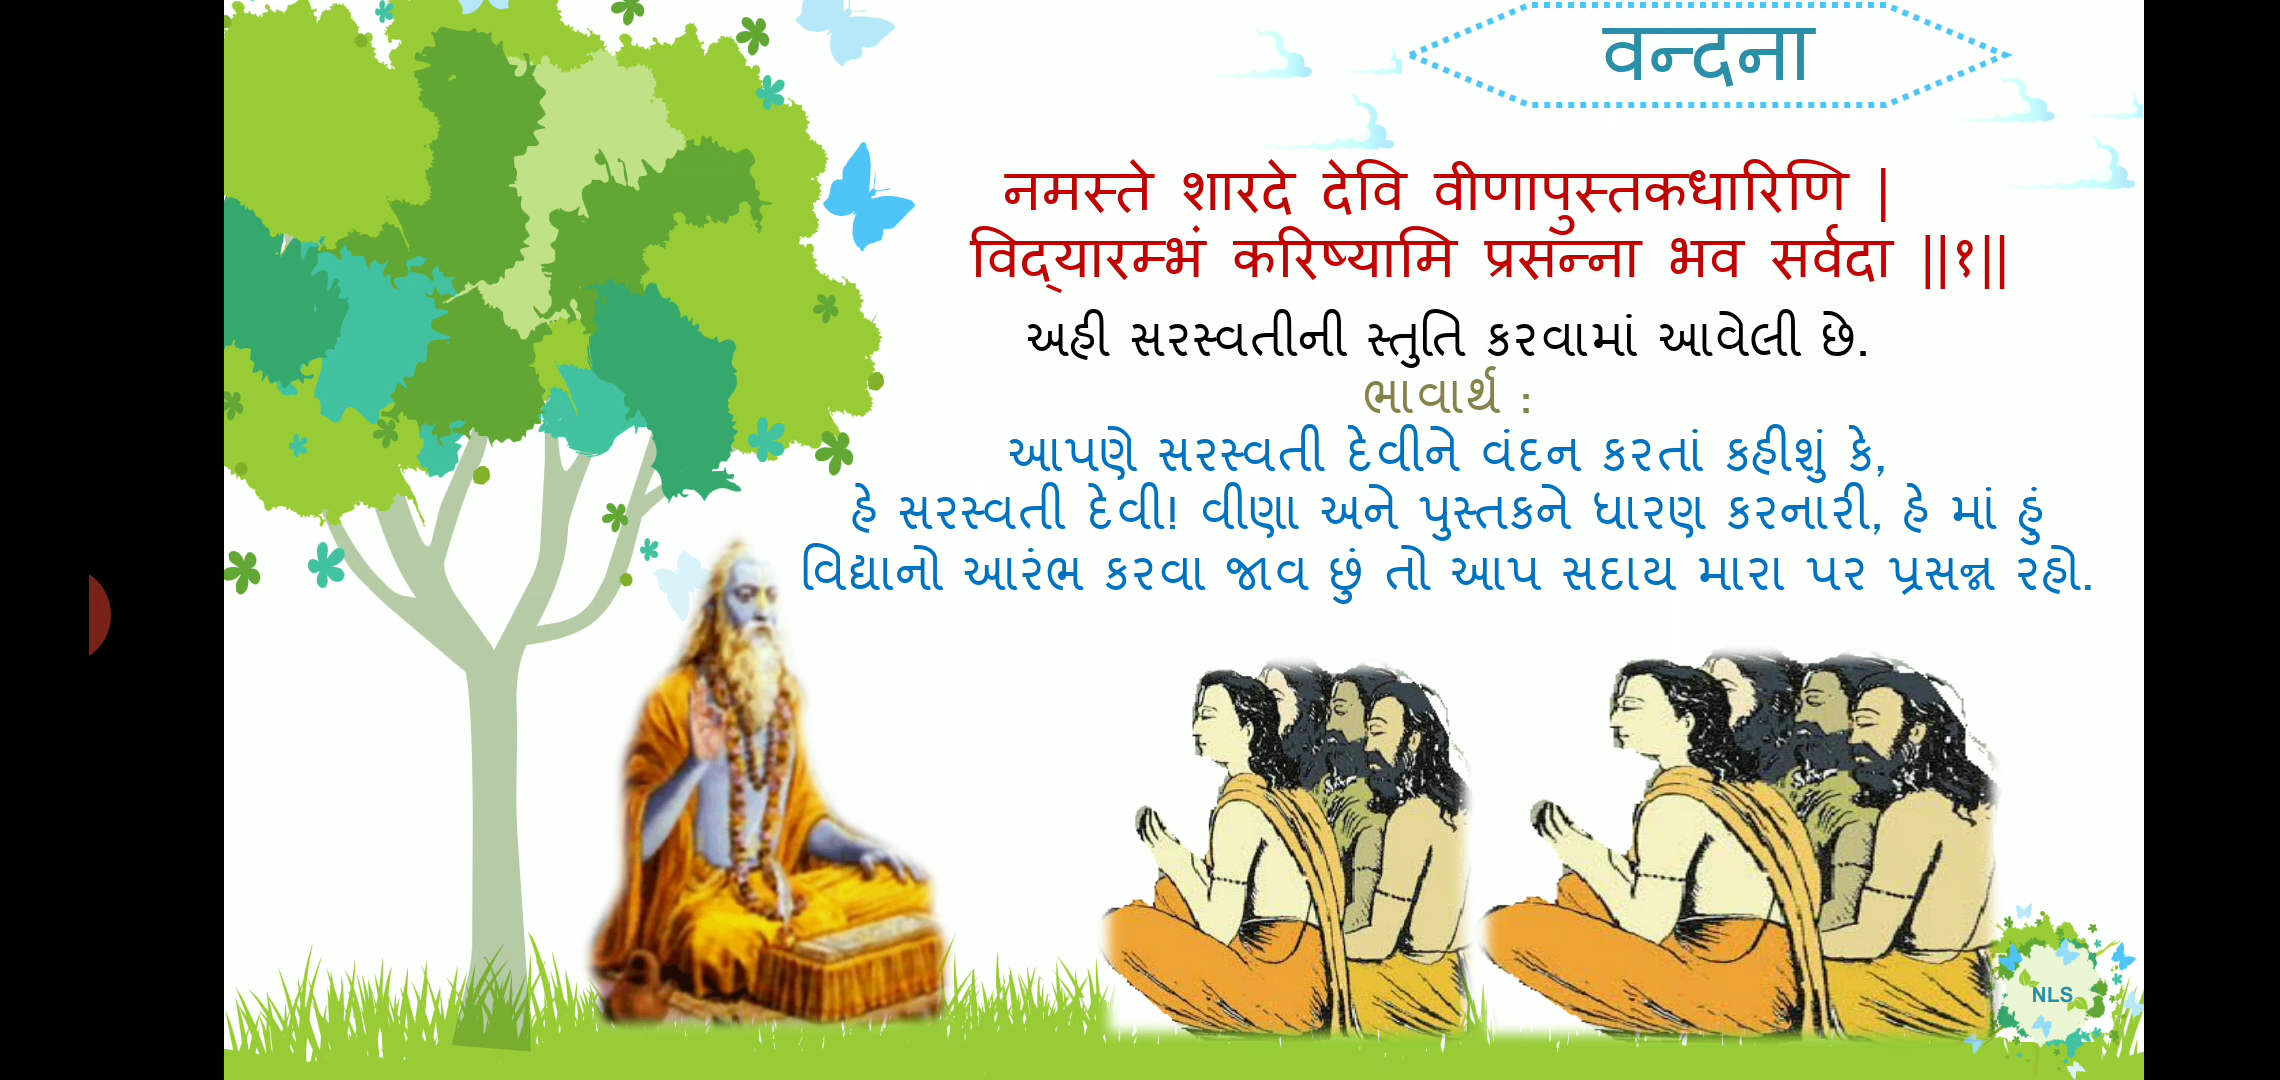 वन्दना
नमस्ते शारदे देवि वीणापुस्तकधारिणि |
विद्यारम्भं करिष्यामि प्रसन्ना भव सर्वदा ||१||
અહી સરસ્વતીની સ્તુતિ કરવામાં આવેલી છે.
ભાવાર્થ :
આપણે સરસ્વતી દેવીને વંદન કરતાં કહીશું કે,
હે સરસ્વતી દેવી! વીણા અને પુસ્તકને ધારણ કરનારી, હે માં હું
વિદ્યાનો આરંભ કરવા જાવ છું તો આપ સદાય મારા પર પ્રસન્ન રહો.
NLS